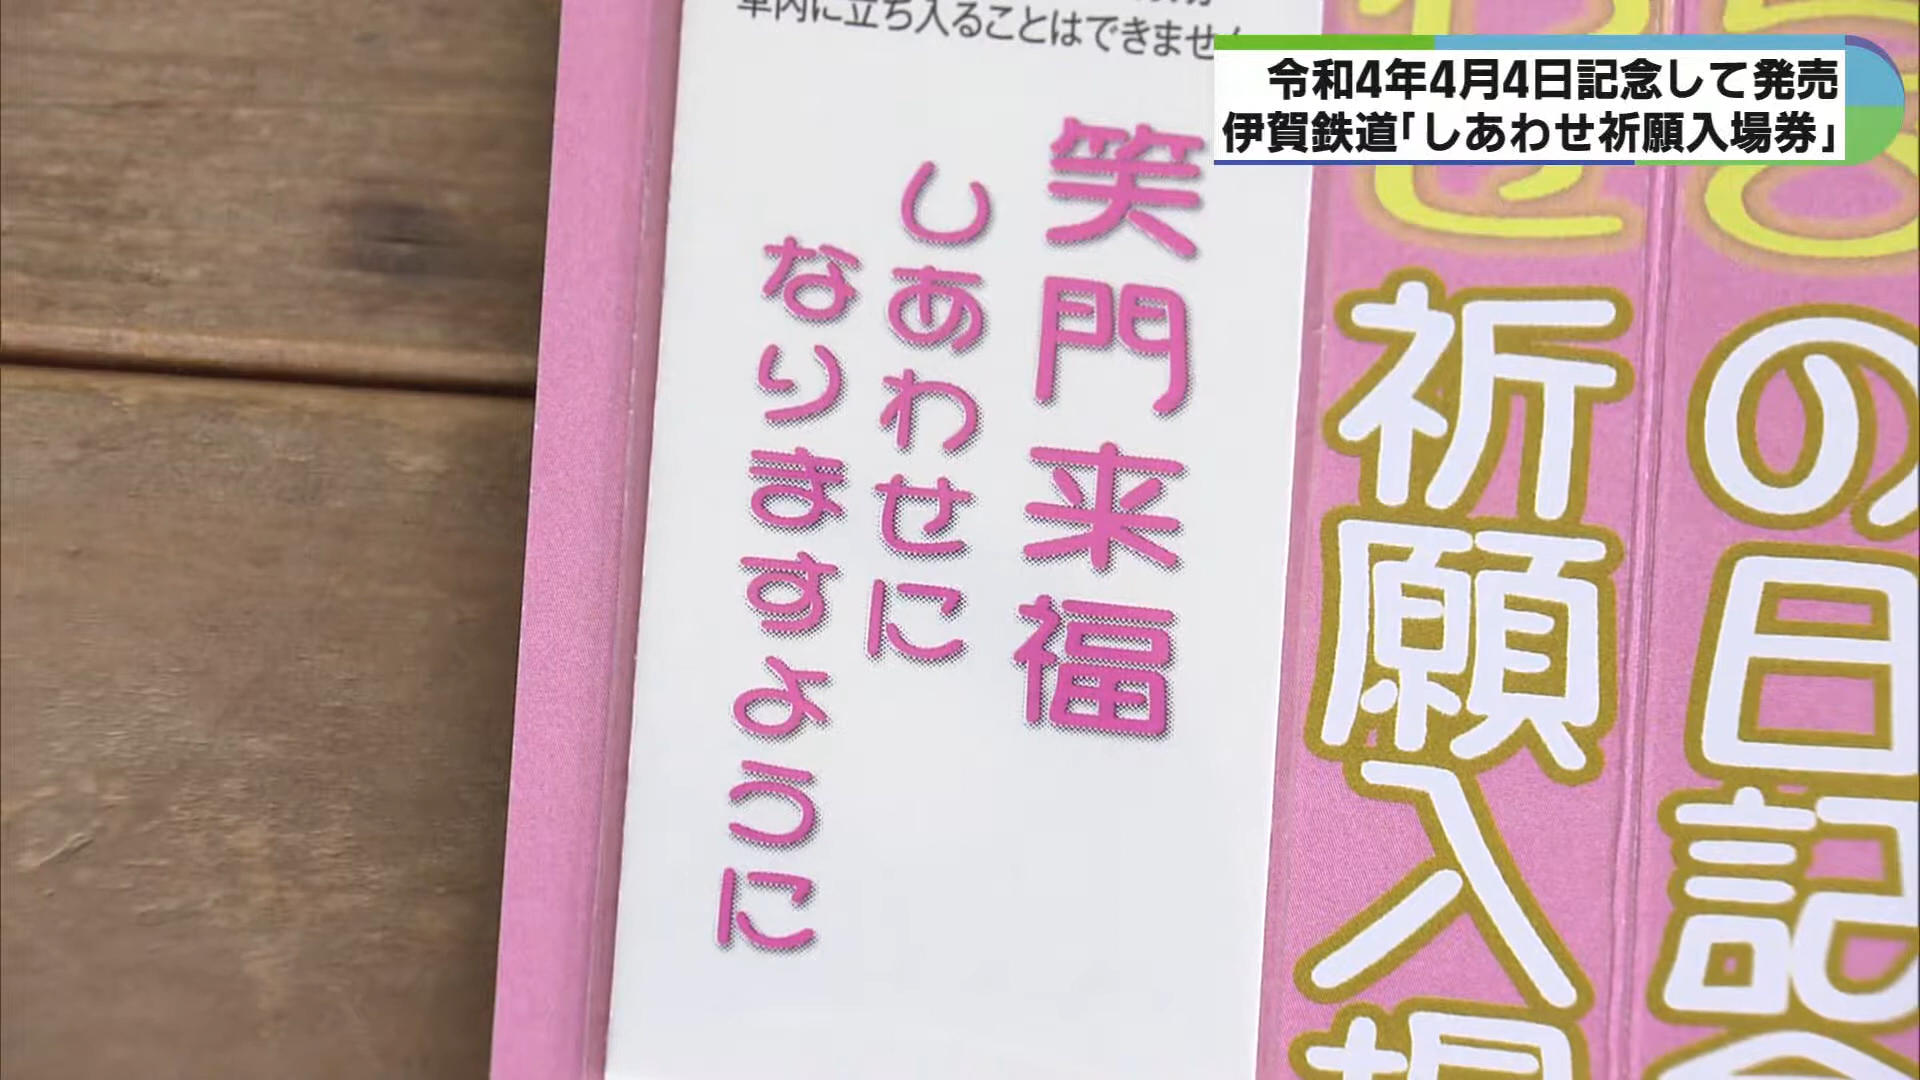 令和4年4月4日記念して発売
伊賀鉄道「しあわせ祈願入場券」
車内に立ち入ることはできません
笑門来福
しあわせに
なりますように
の日記念
せ祈願入場